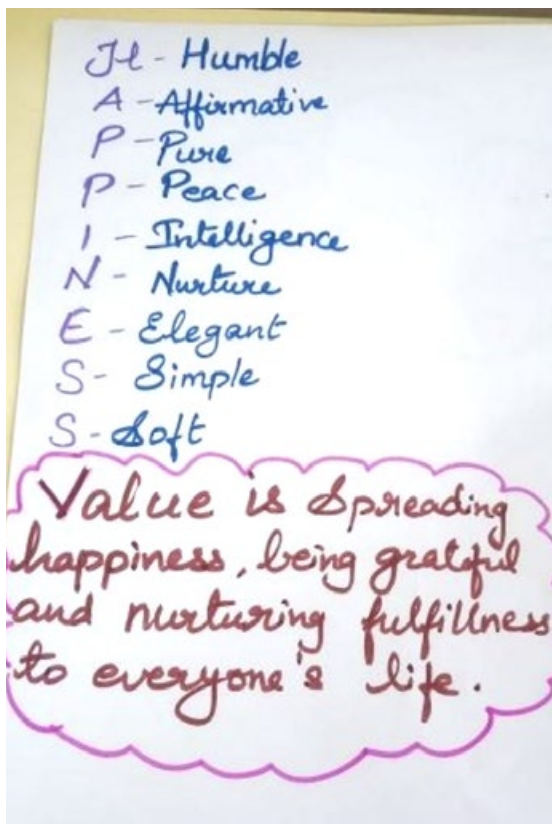 H - Humble
A - Affirmative
P - Pure
P - Peace
I - Intelligence
N - Nurture
E - Elegant
S - Simple
S - Soft
Value is Spreading
happiness, being grateful
and nurturing fulfillness
to everyone's life.